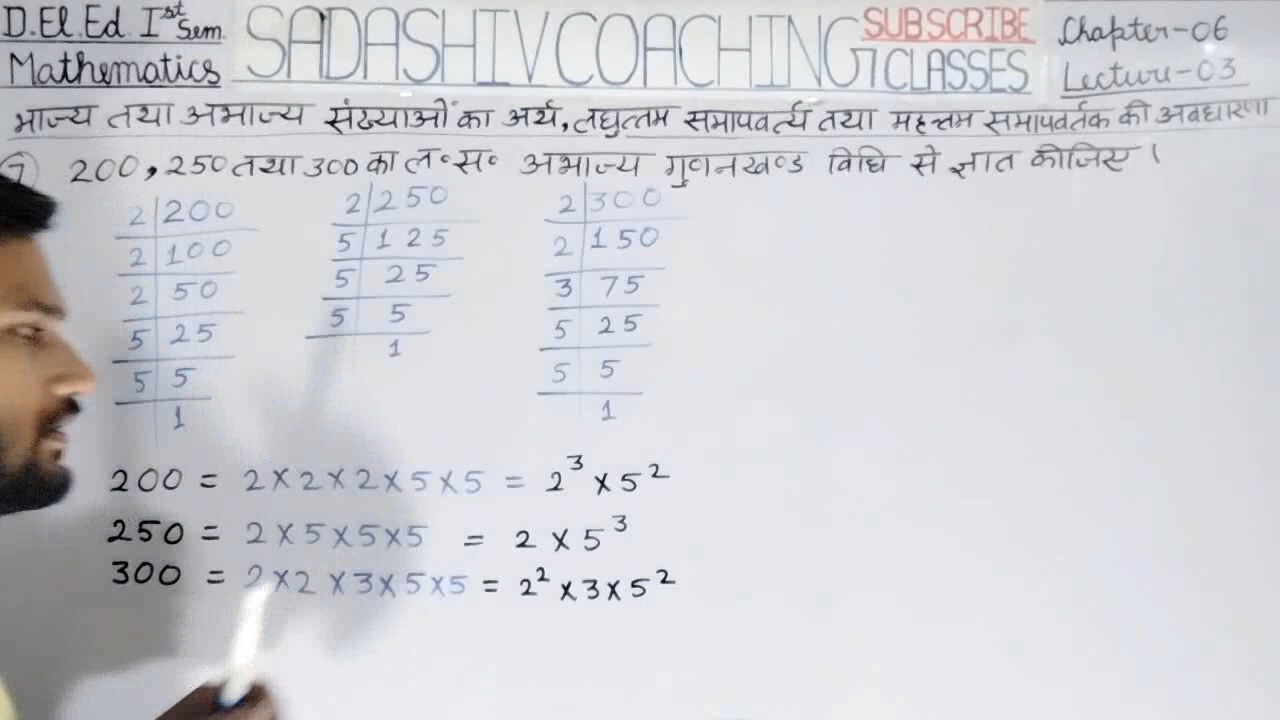 D.El.Ed. Ist Sem.
Mathematics
SADASHIV COACHING CLASSES
SUBSCRIBE
Chapter-06
Lecture-03
भाज्य तथा अभाज्य संख्याओं का अर्थ, लघुत्तम समापवर्त्य तथा महत्तम समापवर्तक की अवधारणा
7 200, 250 तथा 300 का ल॰स॰ अभाज्य गुणनखण्ड विधि से ज्ञात कीजिए।
2 | 200
2 | 100
2 | 50
5 | 25
5 | 5
1
2 | 250
5 | 125
5 | 25
5 | 5
1
2 | 300
2 | 150
3 | 75
5 | 25
5 | 5
1
200 = 2×2×2×5×5 = 2³×5²
250 = 2×5×5×5 = 2×5³
300 = 2×2×3×5×5 = 2²×3×5²